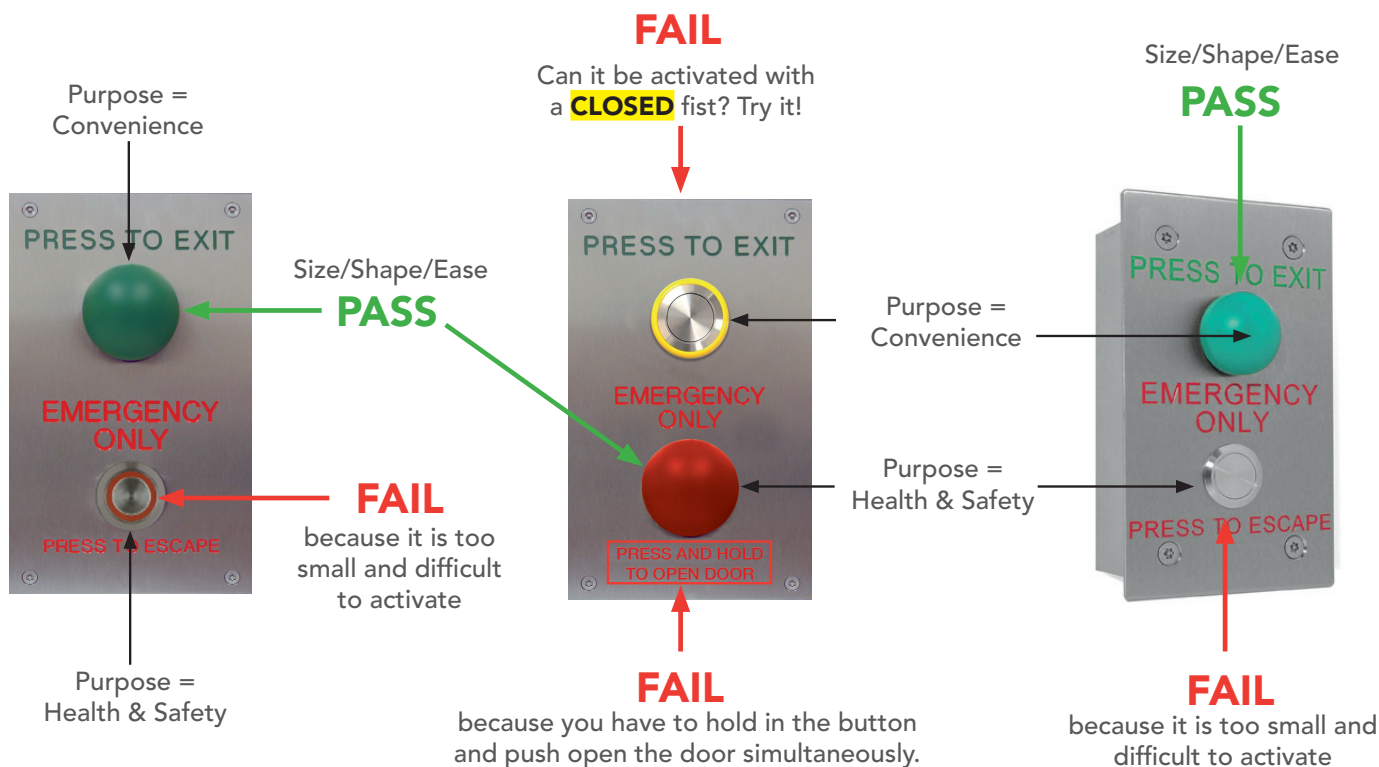 FAIL
Can it be activated with
a CLOSED fist? Try it!
Size/Shape/Ease
PASS
Purpose =
Convenience
PRESS TO EXIT
EMERGENCY
ONLY
PRESS TO ESCAPE
Size/Shape/Ease
PASS
FAIL
because it is too
small and difficult
to activate
Purpose =
Health & Safety
PRESS TO EXIT
EMERGENCY
ONLY
PRESS AND HOLD
TO OPEN DOOR
FAIL
because you have to hold in the button
and push open the door simultaneously.
Purpose =
Convenience
Purpose =
Health & Safety
PRESS TO EXIT
EMERGENCY
ONLY
PRESS TO ESCAPE
FAIL
because it is too small and
difficult to activate